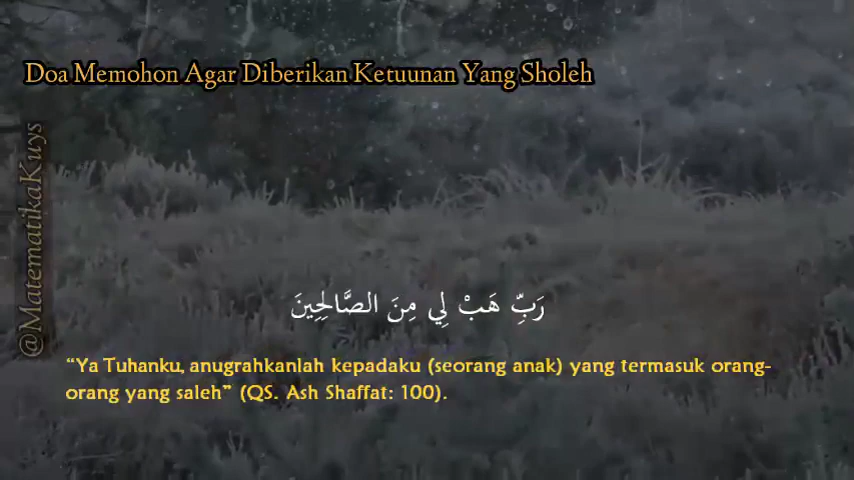 Doa Memohon Agar Diberikan Ketuunan Yang Sholeh
@MatematikaKuys
رَبِّ هَبْ لِي مِنَ الصَّالِحِينَ
“Ya Tuhanku, anugrahkanlah kepadaku (seorang anak) yang termasuk orang-
orang yang saleh” (QS. Ash Shaffat: 100).